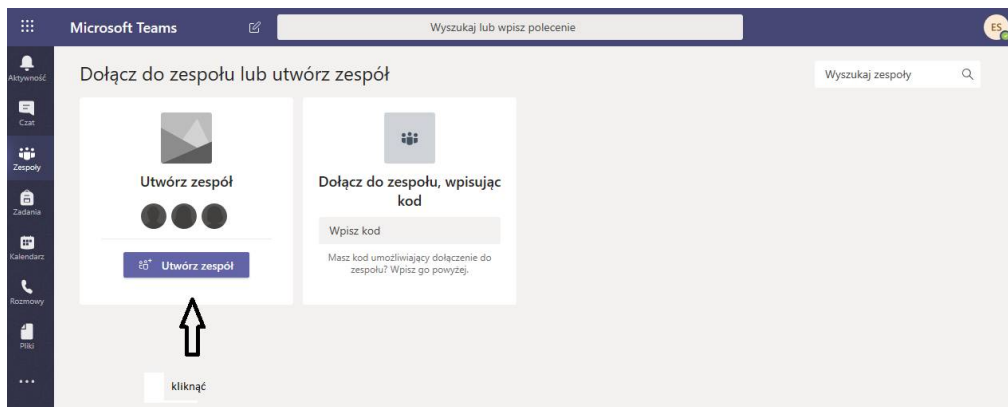 Microsoft Teams
Wyszukaj lub wpisz polecenie
ES
Aktywność
Czat
Zespoły
Zadania
Kalendarz
Rozmowy
Pliki
Dołącz do zespołu lub utwórz zespół
Wyszukaj zespoły
Utwórz zespół
Utwórz zespół
Dołącz do zespołu, wpisując
kod
Wpisz kod
Masz kod umożliwiający dołączenie do
zespołu? Wpisz go powyżej.
kliknąć